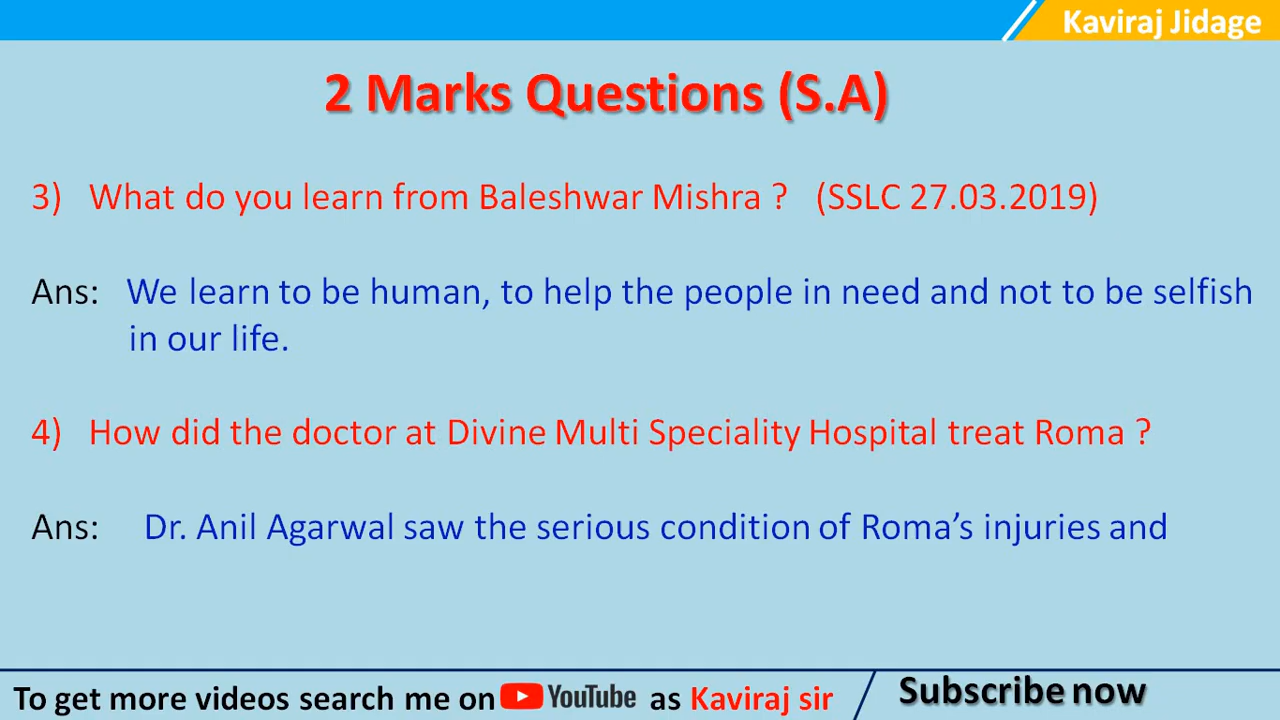 Kaviraj Jidage
2 Marks Questions (S.A)
3) What do you learn from Baleshwar Mishra ? (SSLC 27.03.2019)
Ans: We learn to be human, to help the people in need and not to be selfish
in our life.
4) How did the doctor at Divine Multi Speciality Hospital treat Roma ?
Ans: Dr. Anil Agarwal saw the serious condition of Roma’s injuries and
To get more videos search me on YouTube as Kaviraj sir
Subscribe now